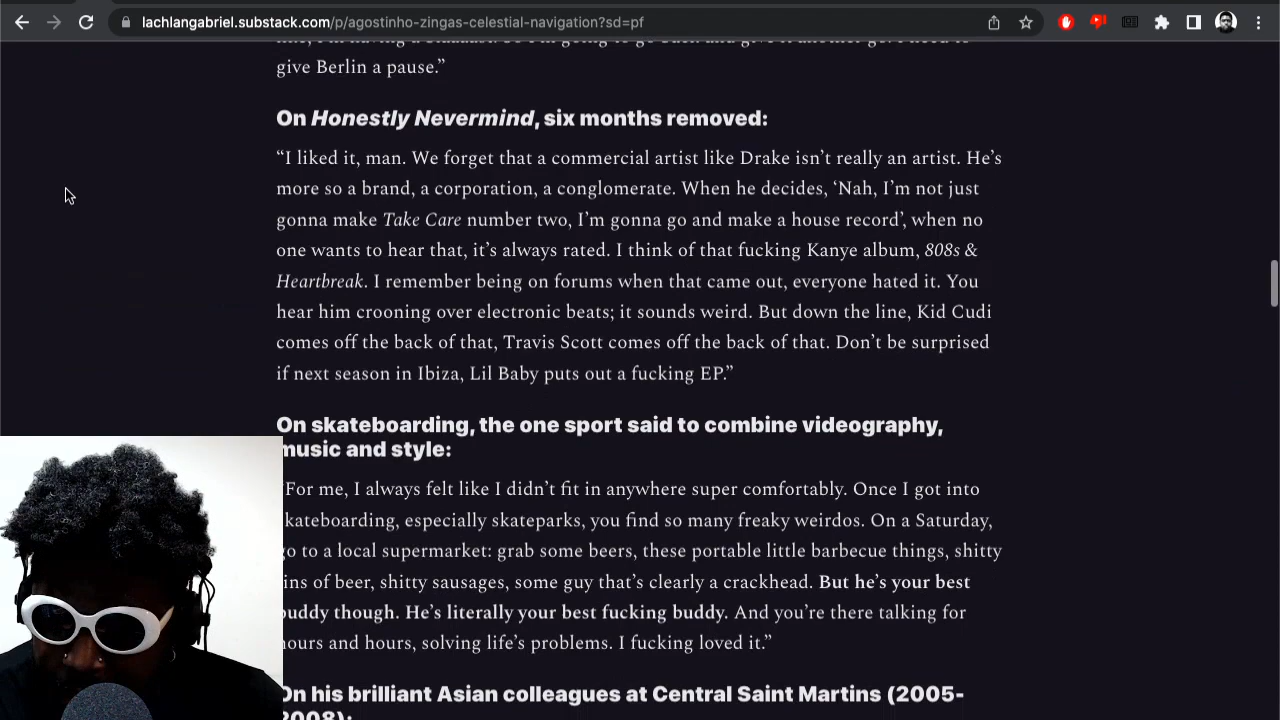 lachlangabriel.substack.com/p/agostinho-zingas-celestial-navigation?sd=pf
give Berlin a pause.”
On Honestly Nevermind, six months removed:
“I liked it, man. We forget that a commercial artist like Drake isn’t really an artist. He’s
more so a brand, a corporation, a conglomerate. When he decides, ‘Nah, I’m not just
gonna make Take Care number two, I’m gonna go and make a house record’, when no
one wants to hear that, it’s always rated. I think of that fucking Kanye album, 808s &
Heartbreak. I remember being on forums when that came out, everyone hated it. You
hear him crooning over electronic beats; it sounds weird. But down the line, Kid Cudi
comes off the back of that, Travis Scott comes off the back of that. Don’t be surprised
if next season in Ibiza, Lil Baby puts out a fucking EP.”
On skateboarding, the one sport said to combine videography,
music and style:
“For me, I always felt like I didn’t fit in anywhere super comfortably. Once I got into
skateboarding, especially skateparks, you find so many freaky weirdos. On a Saturday,
go to a local supermarket: grab some beers, these portable little barbecue things, shitty
tins of beer, shitty sausages, some guy that’s clearly a crackhead. But he’s your best
buddy though. He’s literally your best fucking buddy. And you’re there talking for
hours and hours, solving life’s problems. I fucking loved it.”
On his brilliant Asian colleagues at Central Saint Martins (2005-
2008):